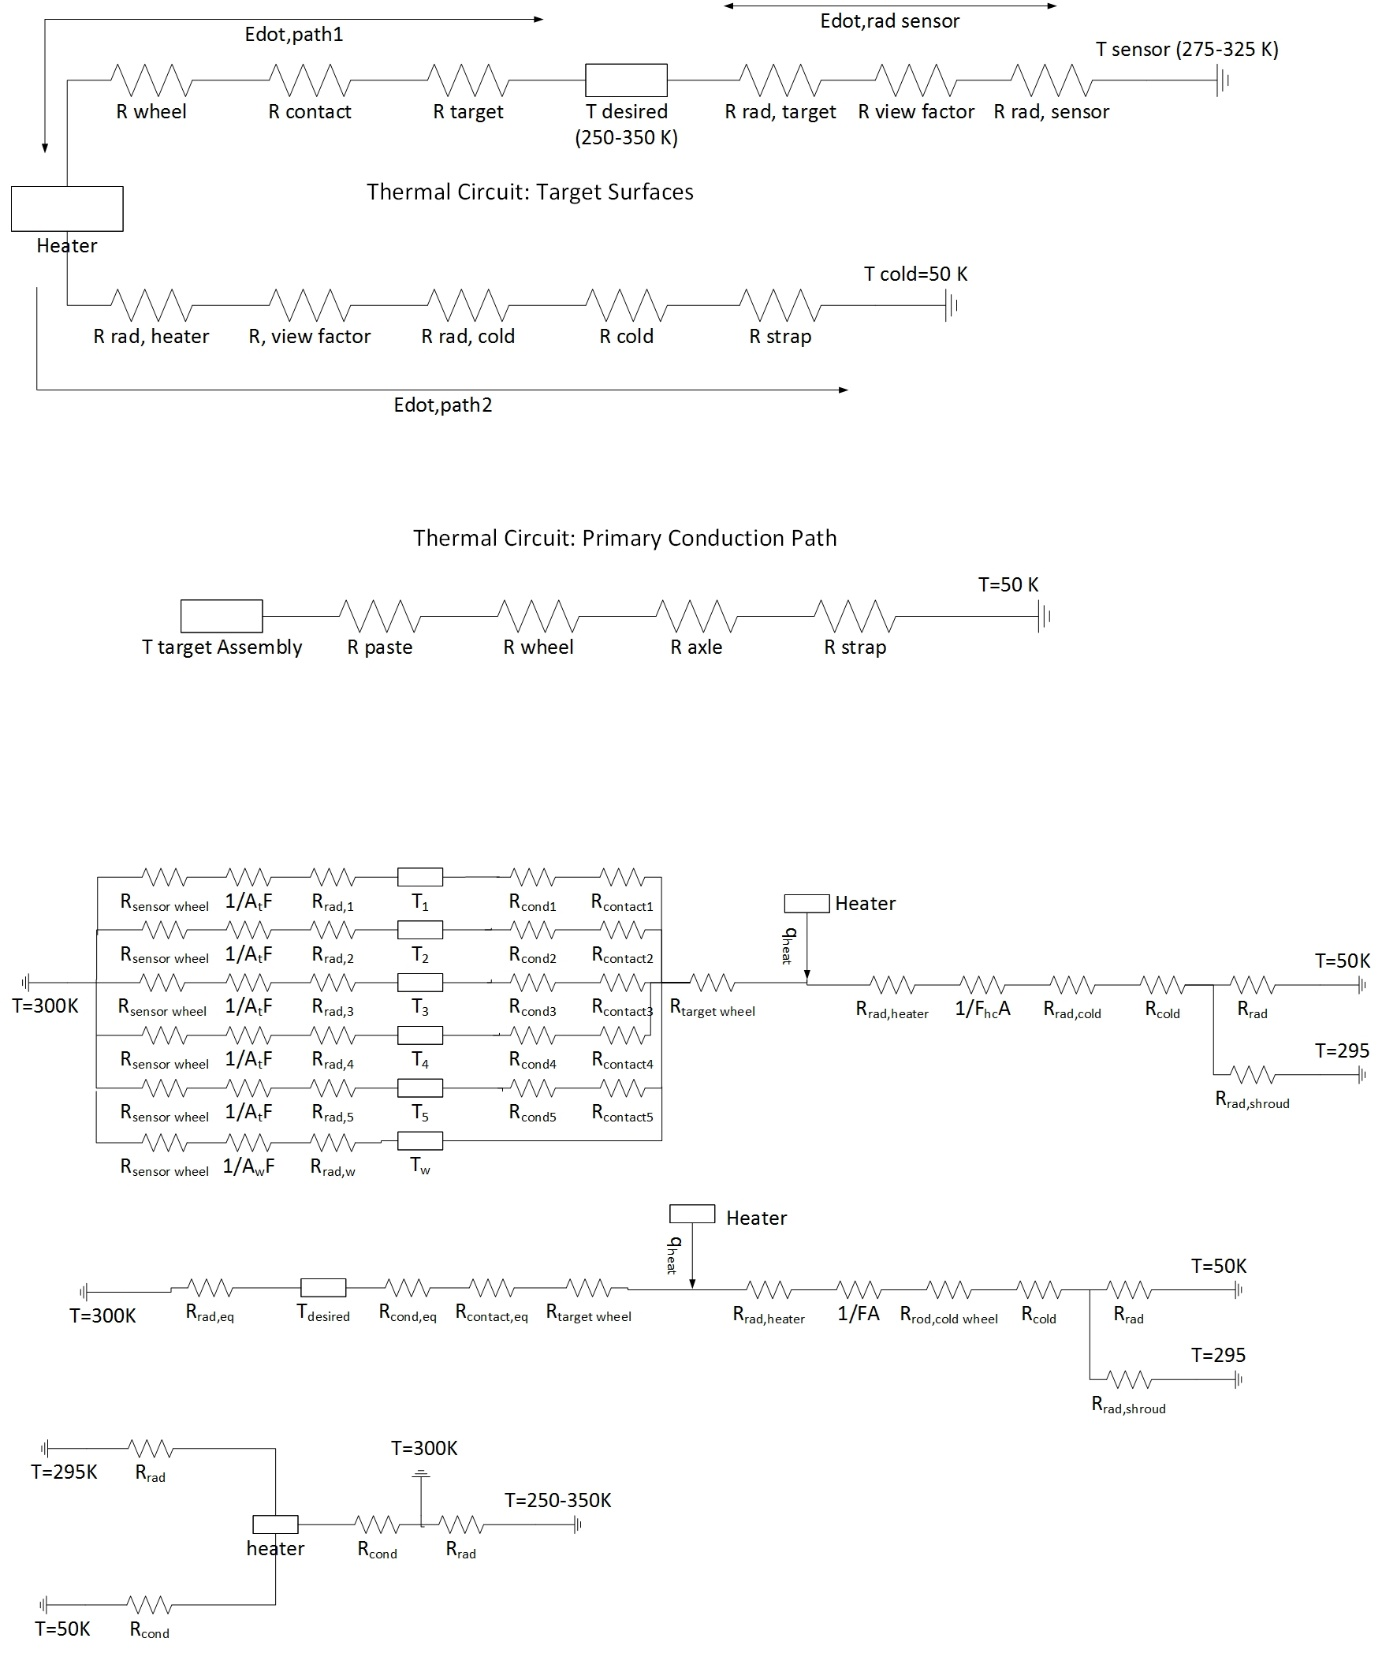 Edot,path1
Edot,rad sensor
T sensor (275-325 K)
R wheel R contact R target T desired R rad, target R view factor R rad, sensor
(250-350 K)
Thermal Circuit: Target Surfaces
Heater
T cold=50 K
R rad, heater R, view factor R rad, cold R cold R strap
Edot,path2
Thermal Circuit: Primary Conduction Path
T=50 K
T target Assembly R paste R wheel R axle R strap
Rsensor wheel 1/AtF Rrad,1 T1 Rcond1 Rcontact1
Heater
qheat
Rsensor wheel 1/AtF Rrad,2 T2 Rcond2 Rcontact2
T=50K
T=300K Rsensor wheel 1/AtF Rrad,3 T3 Rcond3 Rcontact3 Rtarget wheel Rrad,heater 1/FhcA Rrad,cold Rcold Rrad
Rsensor wheel 1/AtF Rrad,4 T4 Rcond4 Rcontact4
T=295
Rrad,shroud
Rsensor wheel 1/AtF Rrad,5 T5 Rcond5 Rcontact5
Rsensor wheel 1/AwF Rrad,w Tw
Heater
qheat
T=50K
T=300K Rrad,eq Tdesired Rcond,eq Rcontact,eq Rtarget wheel Rrad,heater 1/FA Rrod,cold wheel Rcold Rrad
T=295
Rrad,shroud
T=300K
T=295K Rrad
T=250-350K
heater Rcond Rrad
T=50K Rcond